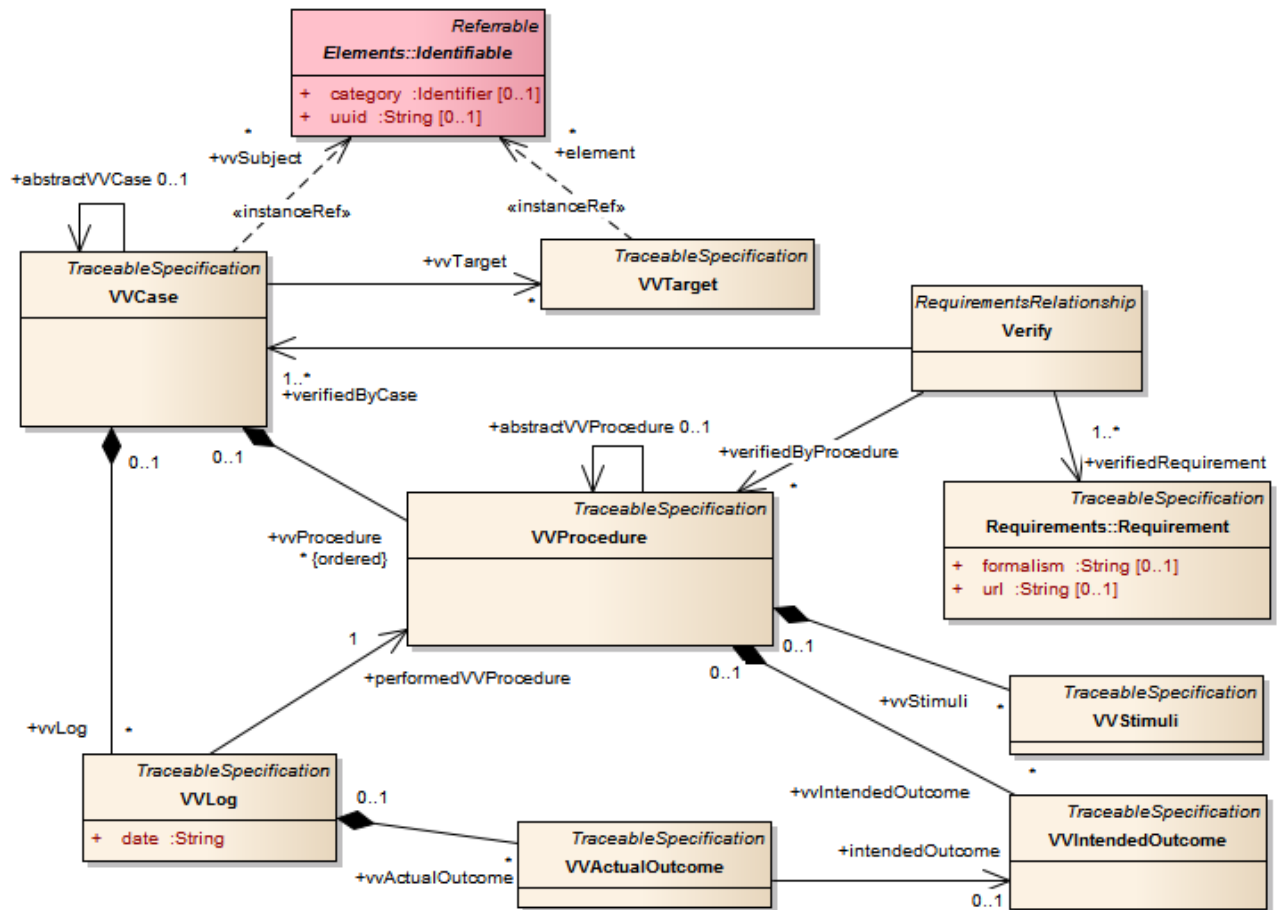 Referrable
Elements::Identifiable
+ category :Identifier [0..1]
+ uuid :String [0..1]
*
+vvSubject
*
+element
+abstractVVCase 0..1
«instanceRef»
«instanceRef»
TraceableSpecification
VVCase
+vvTarget
*
TraceableSpecification
VVTarget
RequirementsRelationship
Verify
1..*
+verifiedByCase
+abstractVVProcedure 0..1
+verifiedByProcedure
*
1..*
+verifiedRequirement
0..1
0..1
TraceableSpecification
VVProcedure
TraceableSpecification
Requirements::Requirement
+ formalism :String [0..1]
+ url :String [0..1]
+vvProcedure
* {ordered}
1
+performedVVProcedure
0..1
0..1
+vvStimuli
*
TraceableSpecification
VVStimuli
+vvLog
*
TraceableSpecification
VVLog
+ date :String
0..1
*
+vvActualOutcome
TraceableSpecification
VVActualOutcome
+vvIntendedOutcome
*
+intendedOutcome
0..1
TraceableSpecification
VVIntendedOutcome